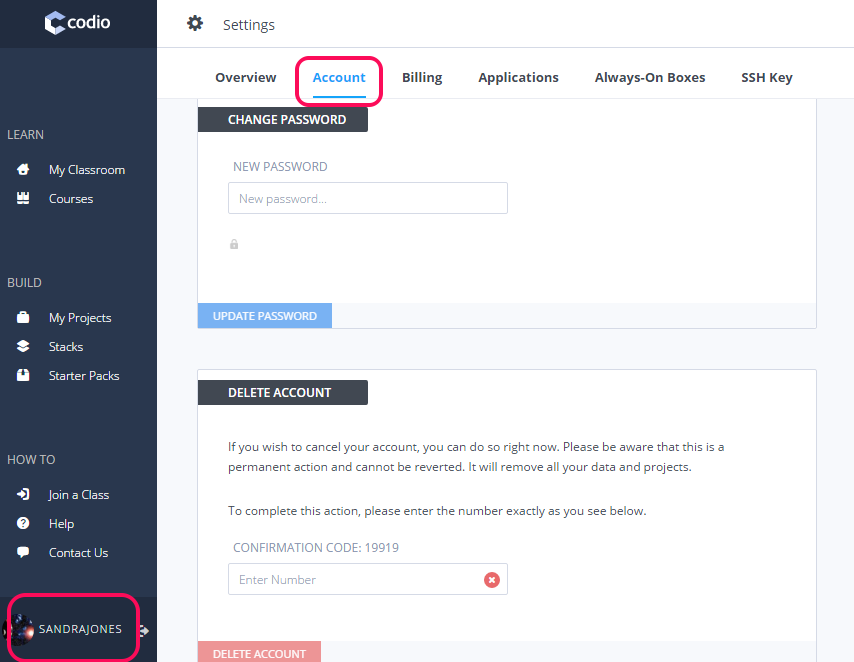 codio
Settings
Overview
Account
Billing
Applications
Always-On Boxes
SSH Key
LEARN
My Classroom
Courses
BUILD
My Projects
Stacks
Starter Packs
HOW TO
Join a Class
Help
Contact Us
SANDRAJONES
CHANGE PASSWORD
NEW PASSWORD
New password...
UPDATE PASSWORD
DELETE ACCOUNT
If you wish to cancel your account, you can do so right now. Please be aware that this is a
permanent action and cannot be reverted. It will remove all your data and projects.
To complete this action, please enter the number exactly as you see below.
CONFIRMATION CODE: 19919
Enter Number
DELETE ACCOUNT